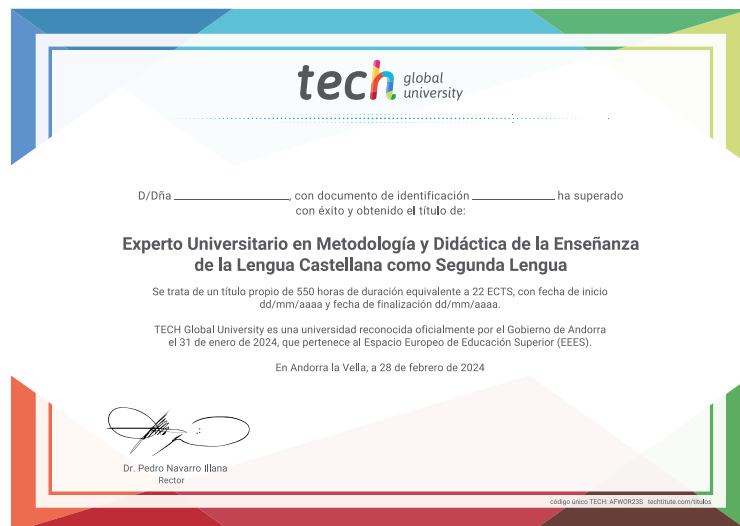 tech global university
D/Dña ____________, con documento de identificación ____________ ha superado
con éxito y obtenido el título de:
Experto Universitario en Metodología y Didáctica de la Enseñanza
de la Lengua Castellana como Segunda Lengua
Se trata de un título propio de 550 horas de duración equivalente a 22 ECTS, con fecha de inicio
dd/mm/aaaa y fecha de finalización dd/mm/aaaa.
TECH Global University es una universidad reconocida oficialmente por el Gobierno de Andorra
el 31 de enero de 2024, que pertenece al Espacio Europeo de Educación Superior (EEES).
En Andorra la Vella, a 28 de febrero de 2024
Dr. Pedro Navarro Illana
Rector
código único TECH: AFWOR23S techtitute.com/titulos